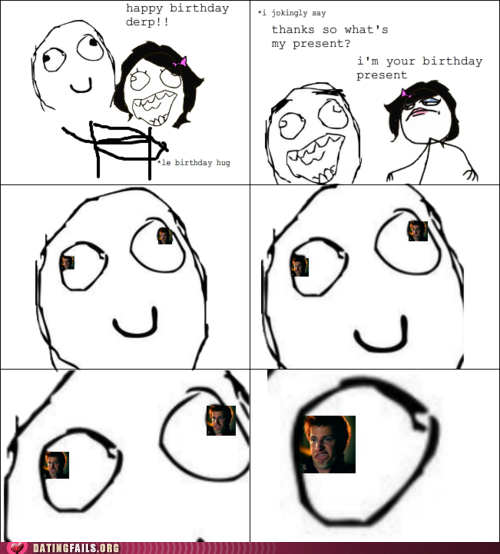 happy birthday
derp!!
*le birthday hug
*i jokingly say
thanks so what's
my present?
i'm your birthday
present
DATINGFAILS.ORG